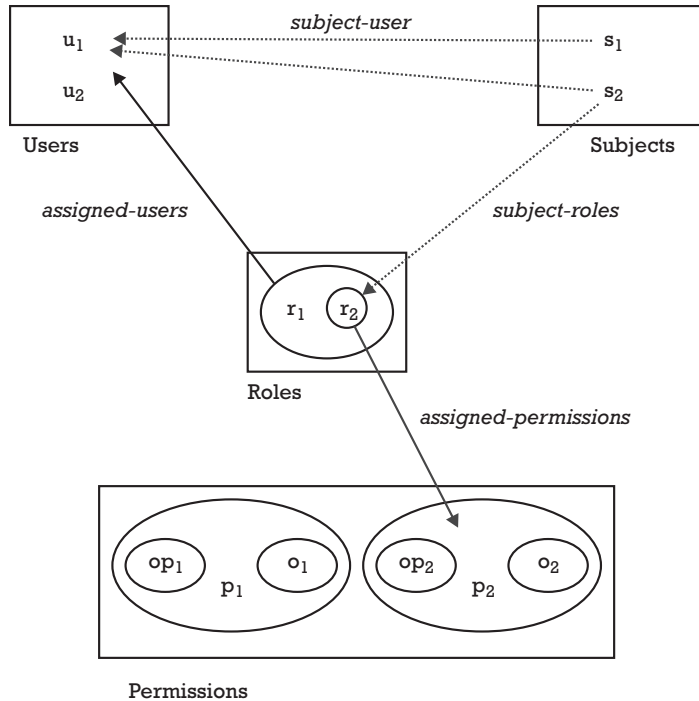 subject-user
u₁ s₁
u₂ s₂
Users Subjects
assigned-users subject-roles
r₁ r₂
Roles
assigned-permissions
op₁ o₁ op₂ o₂
p₁ p₂
Permissions